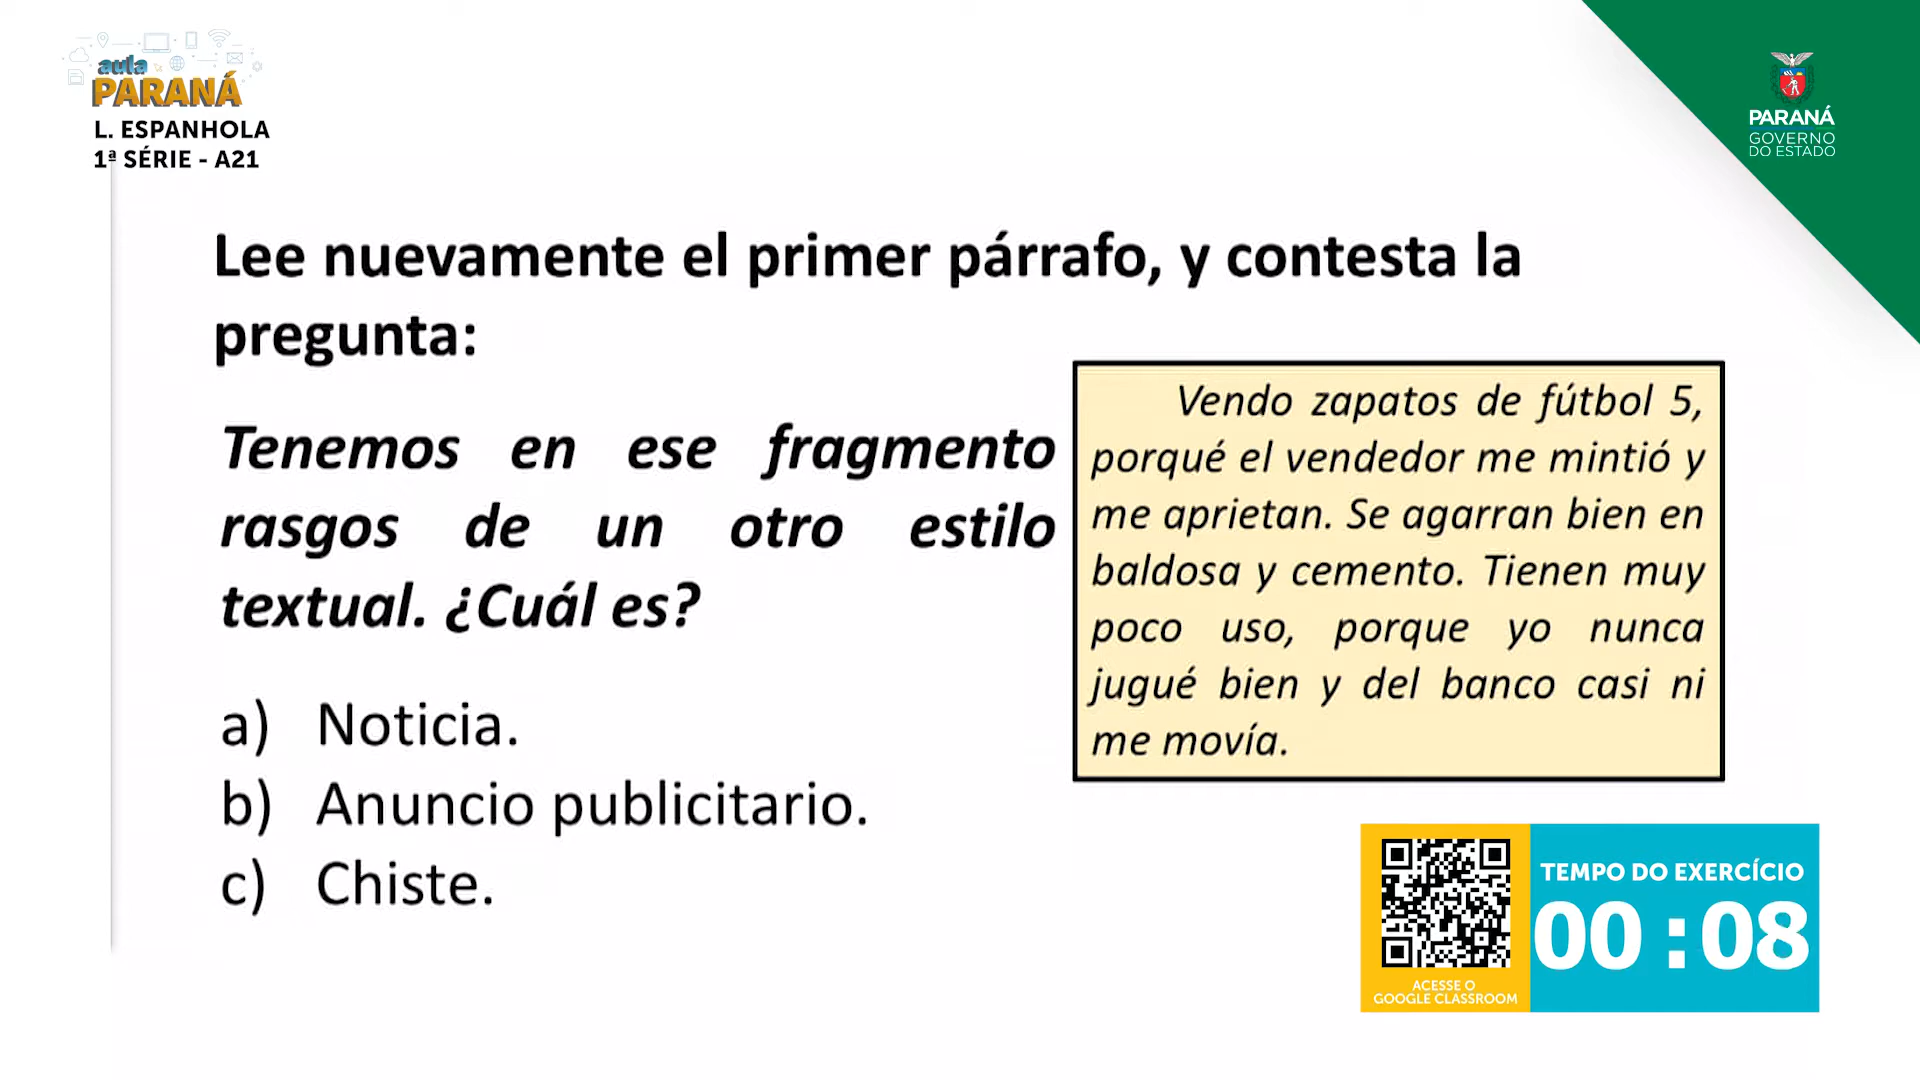 aula
PARANÁ
L. ESPANHOLA
1ª SÉRIE - A21
PARANÁ
GOVERNO
DO ESTADO
Lee nuevamente el primer párrafo, y contesta la
pregunta:
Tenemos en ese fragmento
rasgos de un otro estilo
textual. ¿Cuál es?
a) Noticia.
b) Anuncio publicitario.
c) Chiste.
Vendo zapatos de fútbol 5,
porqué el vendedor me mintió y
me aprietan. Se agarran bien en
baldosa y cemento. Tienen muy
poco uso, porque yo nunca
jugué bien y del banco casi ni
me movía.
ACESSE O
GOOGLE CLASSROOM
TEMPO DO EXERCÍCIO
00:08